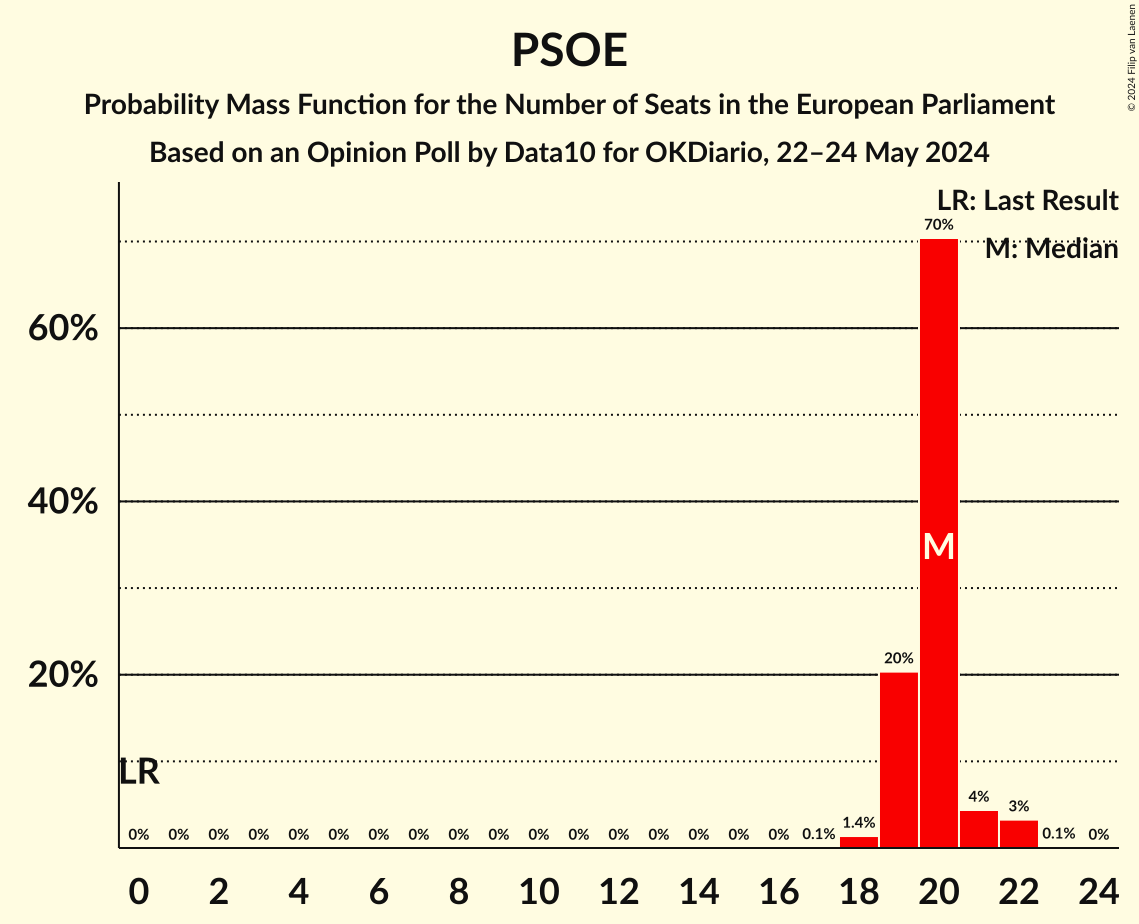 PSOE
Probability Mass Function for the Number of Seats in the European Parliament
Based on an Opinion Poll by Data10 for OKDiario, 22–24 May 2024
© 2024 Filip van Laenen
LR: Last Result
M: Median
60%
40%
20%
LR
M
0% 0% 0% 0% 0% 0% 0% 0% 0% 0% 0% 0% 0% 0% 0% 0% 0% 0.1% 1.4% 20% 70% 4% 3% 0.1% 0%
0 2 4 6 8 10 12 14 16 18 20 22 24